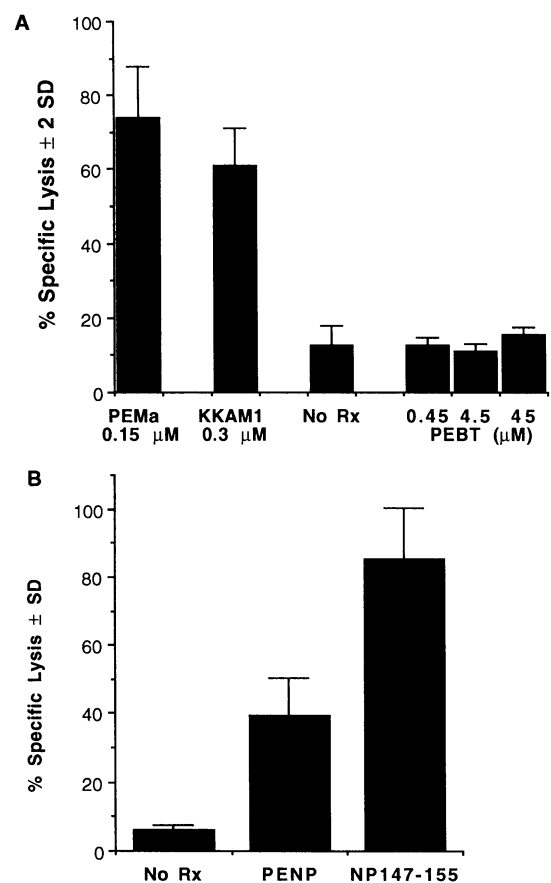 A
% Specific Lysis ± 2 SD
100
80
60
40
20
0
PEMa KKAM1 No Rx 0.45 4.5 45
0.15 μM 0.3 μM PEBT (μM)
B
% Specific Lysis ± SD
100
80
60
40
20
0
No Rx PENP NP147-155